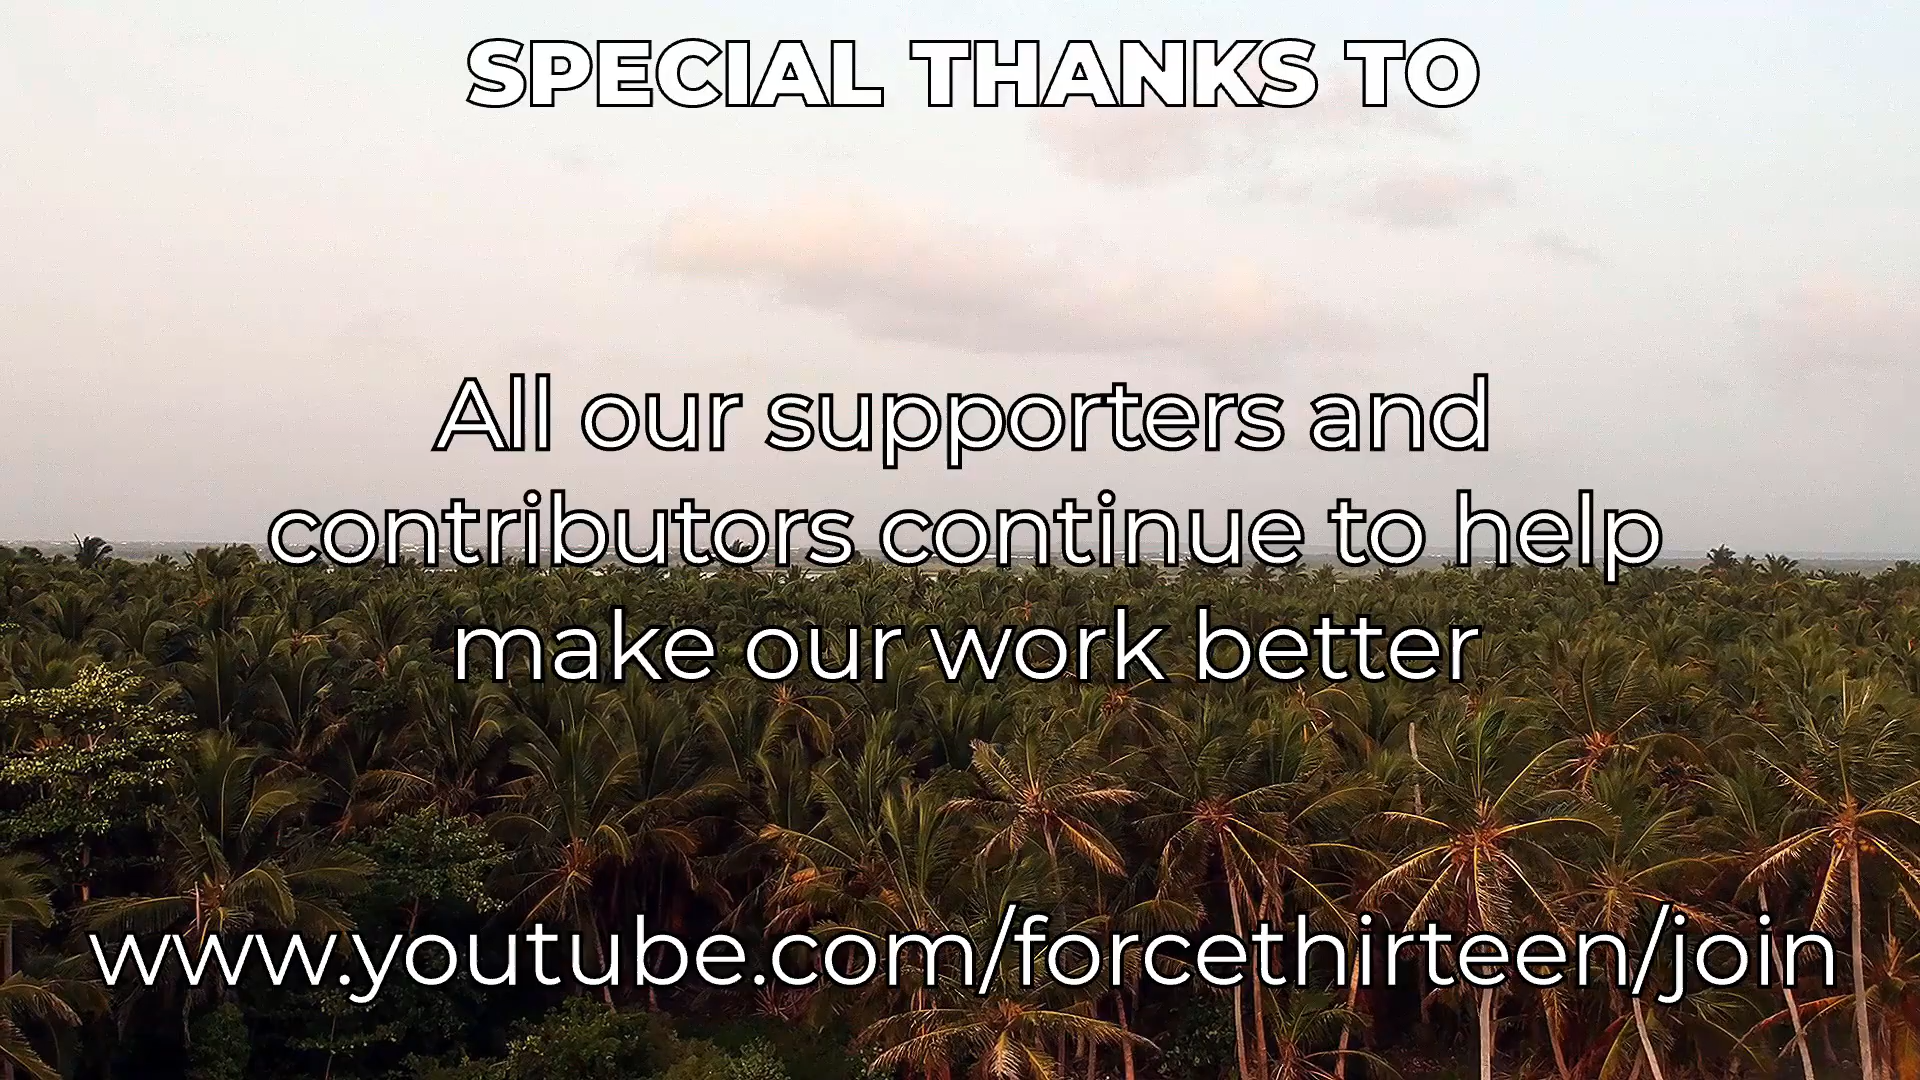 SPECIAL THANKS TO
All our supporters and
contributors continue to help
make our work better
www.youtube.com/forcethirteen/join